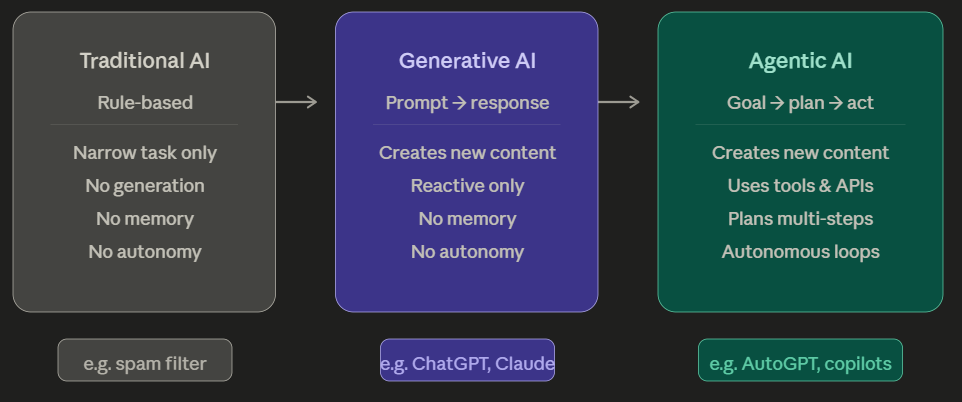 Traditional AI
Rule-based
Narrow task only
No generation
No memory
No autonomy
e.g. spam filter
Generative AI
Prompt → response
Creates new content
Reactive only
No memory
No autonomy
e.g. ChatGPT, Claude
Agentic AI
Goal → plan → act
Creates new content
Uses tools & APIs
Plans multi-steps
Autonomous loops
e.g. AutoGPT, copilots